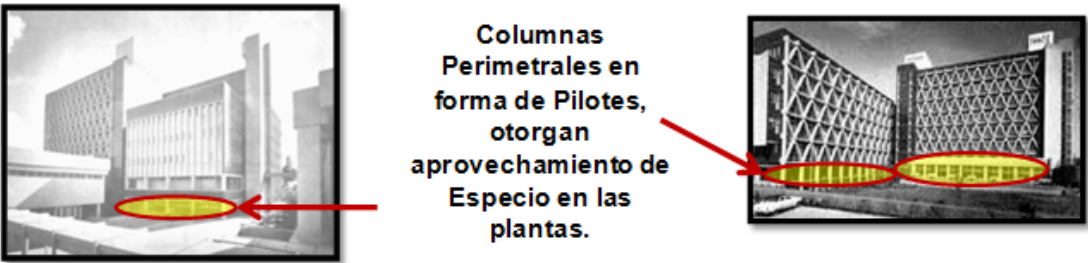 Columnas
Perimetrales en
forma de Pilotes,
otorgan
aprovechamiento de
Especio en las
plantas.